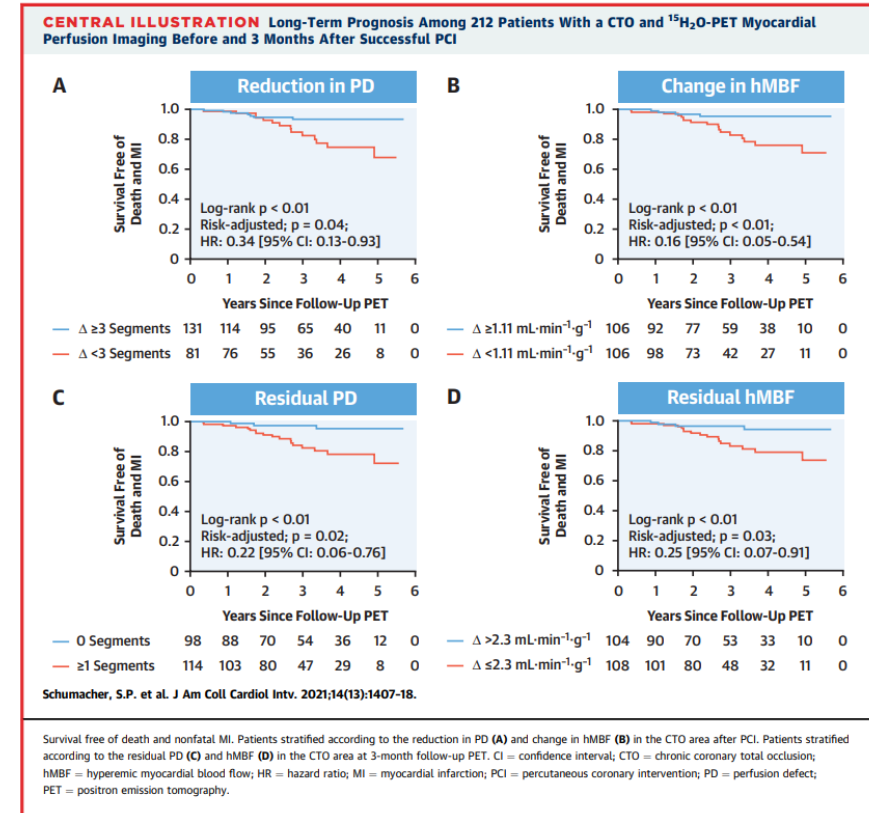 CENTRAL ILLUSTRATION Long-Term Prognosis Among 212 Patients With a CTO and ¹⁵H₂O-PET Myocardial
Perfusion Imaging Before and 3 Months After Successful PCI
A
Reduction in PD
Survival Free of
Death and MI
1.0
0.8
0.6
0.4
0.2
0
Log-rank p < 0.01
Risk-adjusted; p = 0.04;
HR: 0.34 [95% CI: 0.13-0.93]
0 1 2 3 4 5 6
Years Since Follow-Up PET
Δ ≥3 Segments 131 114 95 65 40 11 0
Δ <3 Segments 81 76 55 36 26 8 0
B
Change in hMBF
Survival Free of
Death and MI
1.0
0.8
0.6
0.4
0.2
0
Log-rank p < 0.01
Risk-adjusted; p < 0.01;
HR: 0.16 [95% CI: 0.05-0.54]
0 1 2 3 4 5 6
Years Since Follow-Up PET
Δ ≥1.11 mL·min⁻¹·g⁻¹ 106 92 77 59 38 10 0
Δ <1.11 mL·min⁻¹·g⁻¹ 106 98 73 42 27 11 0
C
Residual PD
Survival Free of
Death and MI
1.0
0.8
0.6
0.4
0.2
0
Log-rank p < 0.01
Risk-adjusted; p = 0.02;
HR: 0.22 [95% CI: 0.06-0.76]
0 1 2 3 4 5 6
Years Since Follow-Up PET
0 Segments 98 88 70 54 36 12 0
≥1 Segments 114 103 80 47 29 8 0
D
Residual hMBF
Survival Free of
Death and MI
1.0
0.8
0.6
0.4
0.2
0
Log-rank p < 0.01
Risk-adjusted; p = 0.03;
HR: 0.25 [95% CI: 0.07-0.91]
0 1 2 3 4 5 6
Years Since Follow-Up PET
Δ >2.3 mL·min⁻¹·g⁻¹ 104 90 70 53 33 10 0
Δ ≤2.3 mL·min⁻¹·g⁻¹ 108 101 80 48 32 11 0
Schumacher, S.P. et al. J Am Coll Cardiol Intv. 2021;14(13):1407-18.
Survival free of death and nonfatal MI. Patients stratified according to the reduction in PD (A) and change in hMBF (B) in the CTO area after PCI. Patients stratified
according to the residual PD (C) and hMBF (D) in the CTO area at 3-month follow-up PET. CI = confidence interval; CTO = chronic coronary total occlusion;
hMBF = hyperemic myocardial blood flow; HR = hazard ratio; MI = myocardial infarction; PCI = percutaneous coronary intervention; PD = perfusion defect;
PET = positron emission tomography.